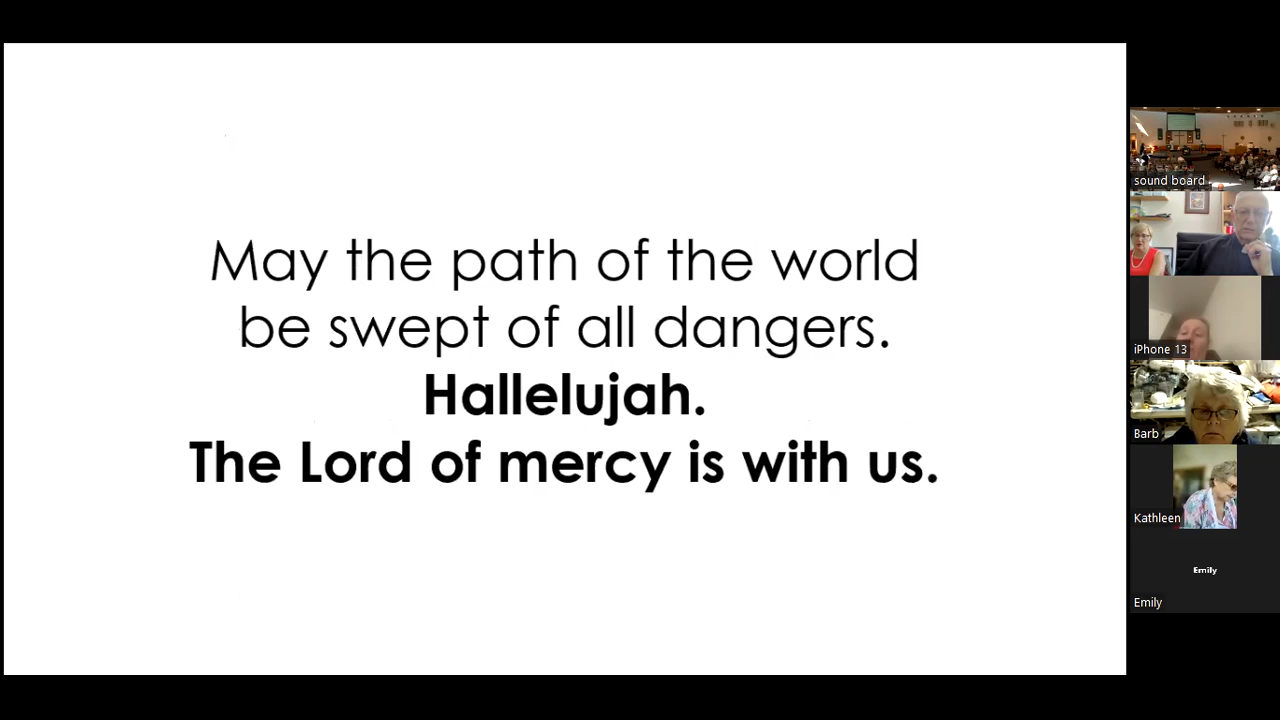 May the path of the world
be swept of all dangers.
Hallelujah.
The Lord of mercy is with us.
sound board
iPhone 13
Barb
Kathleen
Emily
Emily